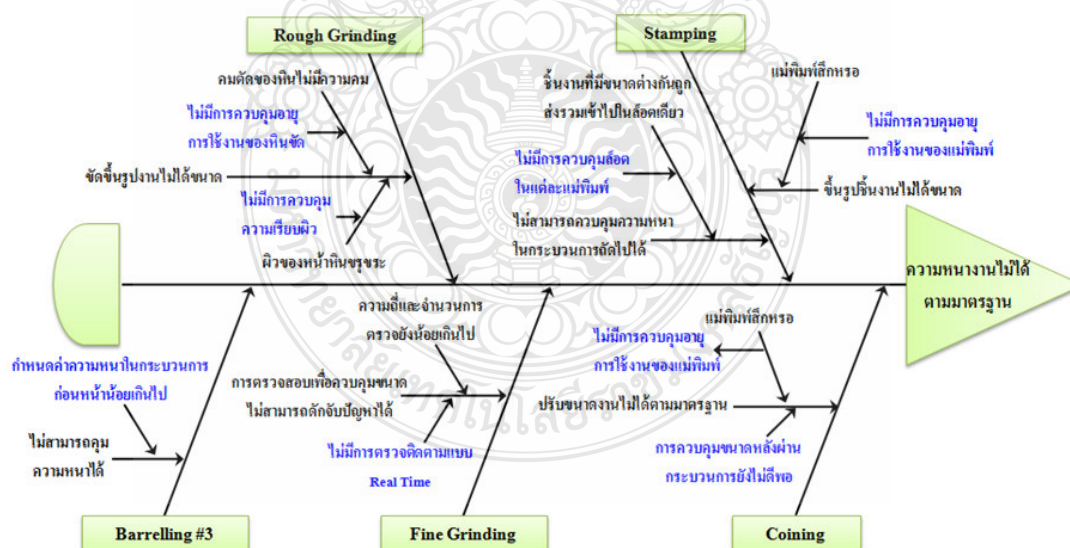 Rough Grinding
Stamping
คมตัดของหินไม่มีความคม
ไม่มีการควบคุมอายุ
การใช้งานของหินขัด
ขัดขึ้นรูปงานไม่ได้ขนาด
ไม่มีการควบคุม
ความเรียบผิว
ผิวของหน้าหินขรุขระ
ชิ้นงานที่มีขนาดต่างกันถูก
ส่งรวมเข้าไปในล็อตเดียว
ไม่มีการควบคุมล็อต
ในแต่ละแม่พิมพ์
ไม่สามารถควบคุมความหนา
ในกระบวนการถัดไปได้
แม่พิมพ์สึกหรอ
ไม่มีการควบคุมอายุ
การใช้งานของแม่พิมพ์
ขึ้นรูปชิ้นงานไม่ได้ขนาด
ความหนางานไม่ได้
ตามมาตรฐาน
กำหนดค่าความหนาในกระบวนการ
ก่อนหน้าน้อยเกินไป
ไม่สามารถคุม
ความหนาได้
ความถี่และจำนวนการ
ตรวจยังน้อยเกินไป
การตรวจสอบเพื่อควบคุมขนาด
ไม่สามารถดักจับปัญหาได้
ไม่มีการตรวจติดตามแบบ
Real Time
แม่พิมพ์สึกหรอ
ไม่มีการควบคุมอายุ
การใช้งานของแม่พิมพ์
ปรับขนาดงานไม่ได้ตามมาตรฐาน
การควบคุมขนาดหลังผ่าน
กระบวนการยังไม่ดีพอ
Barrelling #3
Fine Grinding
Coining